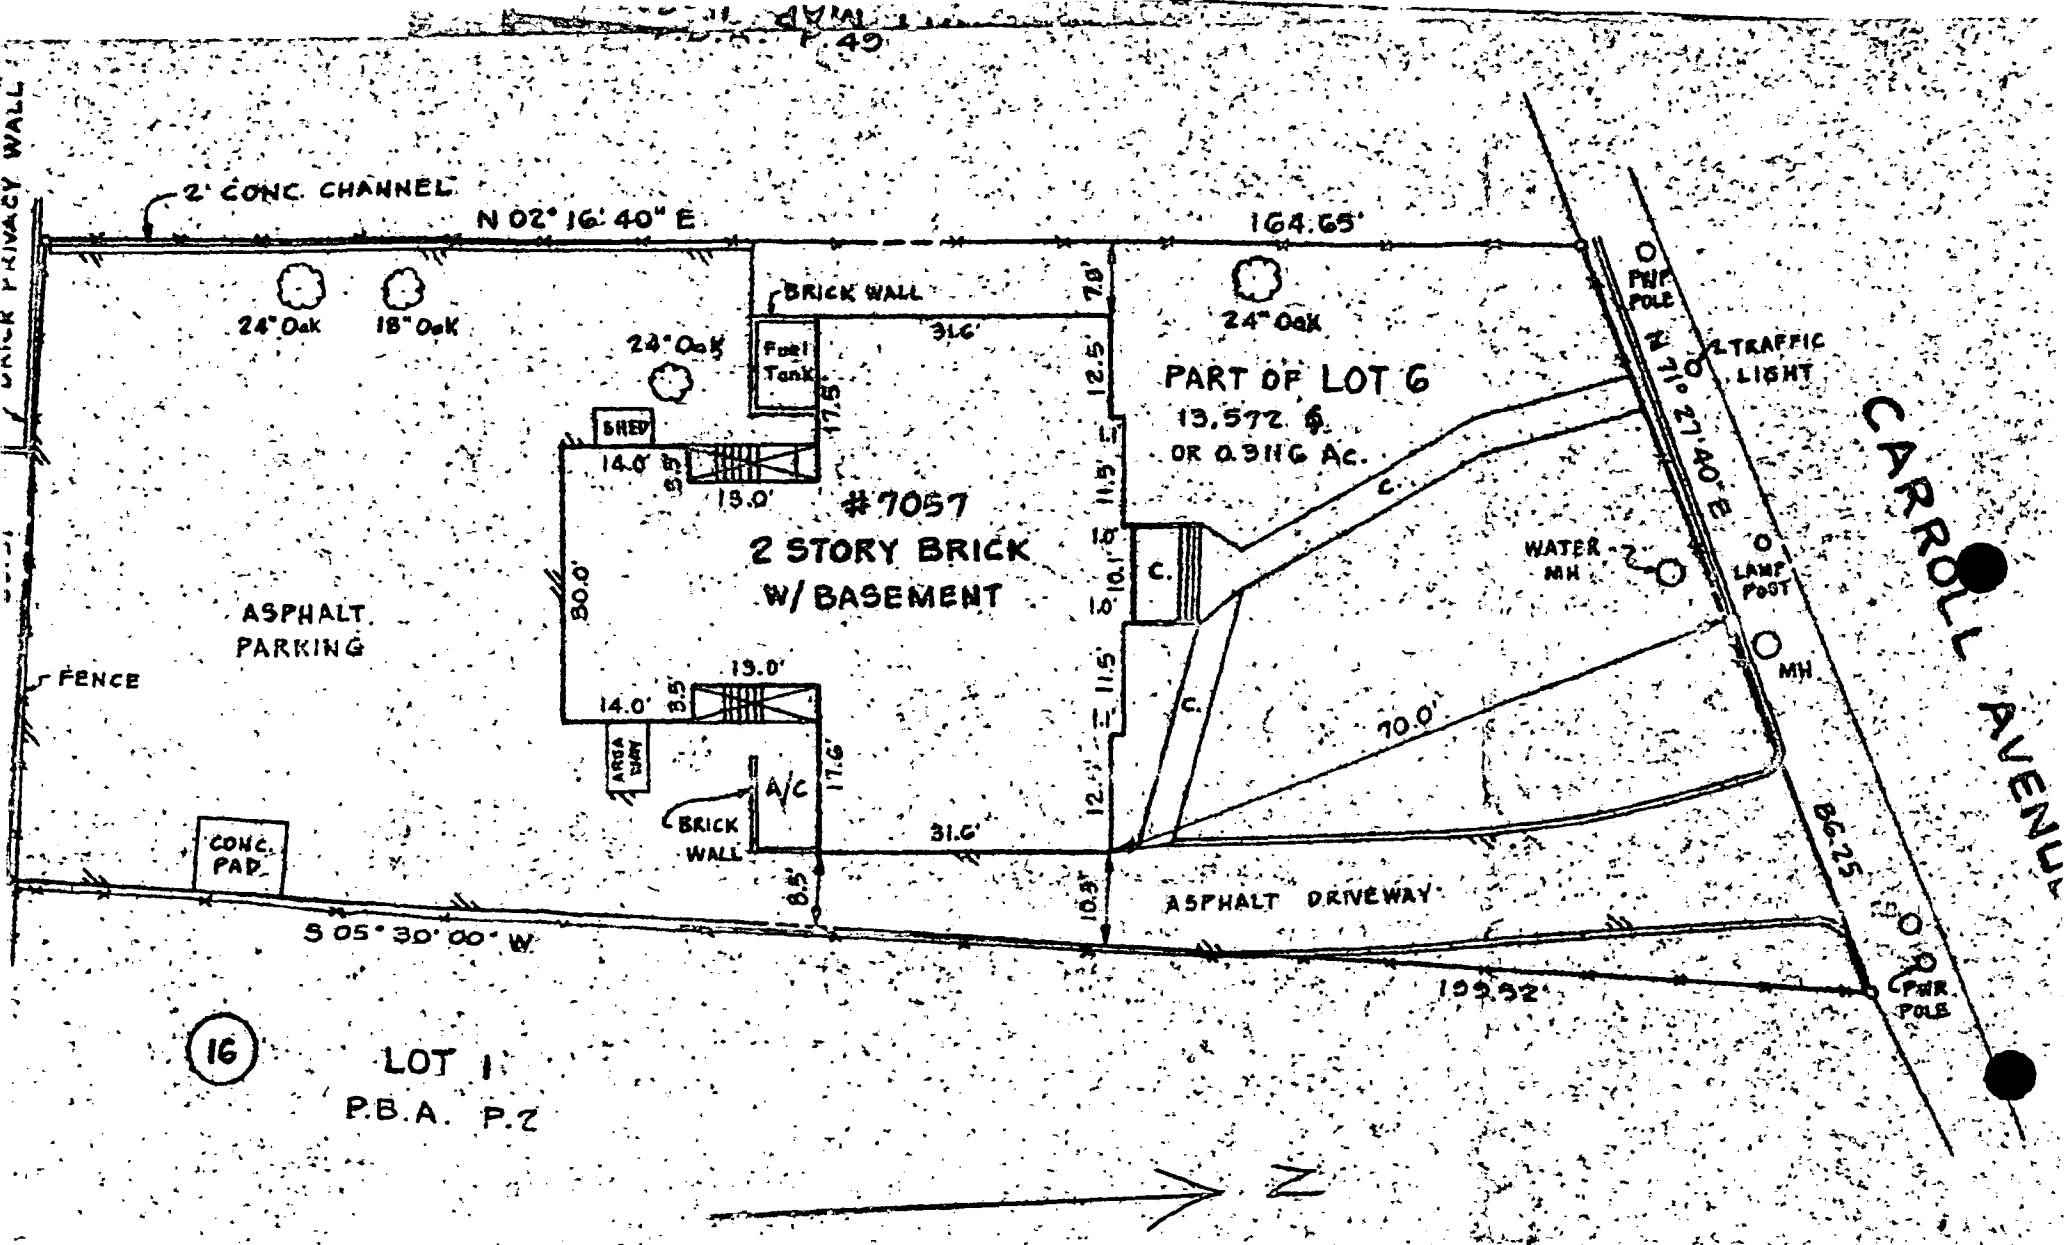 P. 49
BRICK PRIVACY WALL
2' CONC. CHANNEL
N 02° 16' 40" E
164.65'
24" Oak
18" Oak
24" Oak
24" Oak
BRICK WALL
Fuel
Tank
7.8'
31.6'
12.5'
17.5'
SHED
14.0'
8.5'
13.0'
PART OF LOT 6
13,572
OR 0.3116 AC.
PWR
POLE
TRAFFIC
LIGHT
N 71° 27' 40" E
CARROLL AVENUE
#7057
2 STORY BRICK
W/ BASEMENT
30.0'
11.5'
1.0
10.1'
1.0
11.5'
C.
C.
C.
WATER
MH
LAMP
POST
MH
ASPHALT
PARKING
FENCE
13.0'
14.0'
8.5'
AREA
WAY
A/C
17.6'
BRICK
WALL
31.6'
70.0'
86.25
CONC.
PAD
8.5'
10.3'
ASPHALT DRIVEWAY
S 05° 30' 00" W
PWR
POLE
16
LOT 1
P.B.A. P.2
N